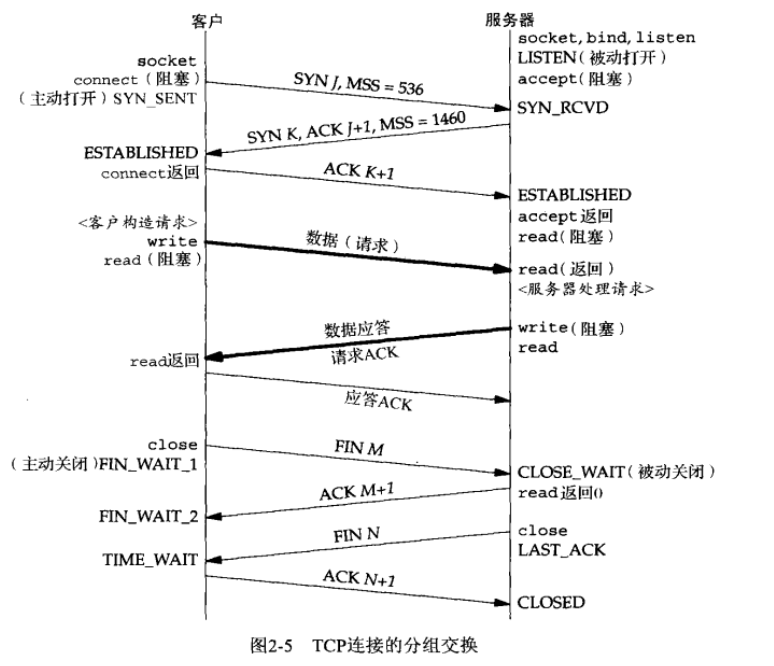 客户
服务器
socket, bind, listen
LISTEN(被动打开)
accept(阻塞)
socket
connect(阻塞)
(主动打开) SYN_SENT
SYN J, MSS = 536
SYN_RCVD
SYN K, ACK J+1, MSS = 1460
ESTABLISHED
connect返回
ACK K+1
ESTABLISHED
accept返回
read(阻塞)
<客户构造请求>
write
read(阻塞)
数据(请求)
read(返回)
<服务器处理请求>
数据应答
请求ACK
write(阻塞)
read
read返回
应答ACK
close
(主动关闭)FIN_WAIT_1
FIN M
CLOSE_WAIT(被动关闭)
read返回0
ACK M+1
FIN_WAIT_2
FIN N
close
LAST_ACK
TIME_WAIT
ACK N+1
CLOSED
图2-5 TCP连接的分组交换